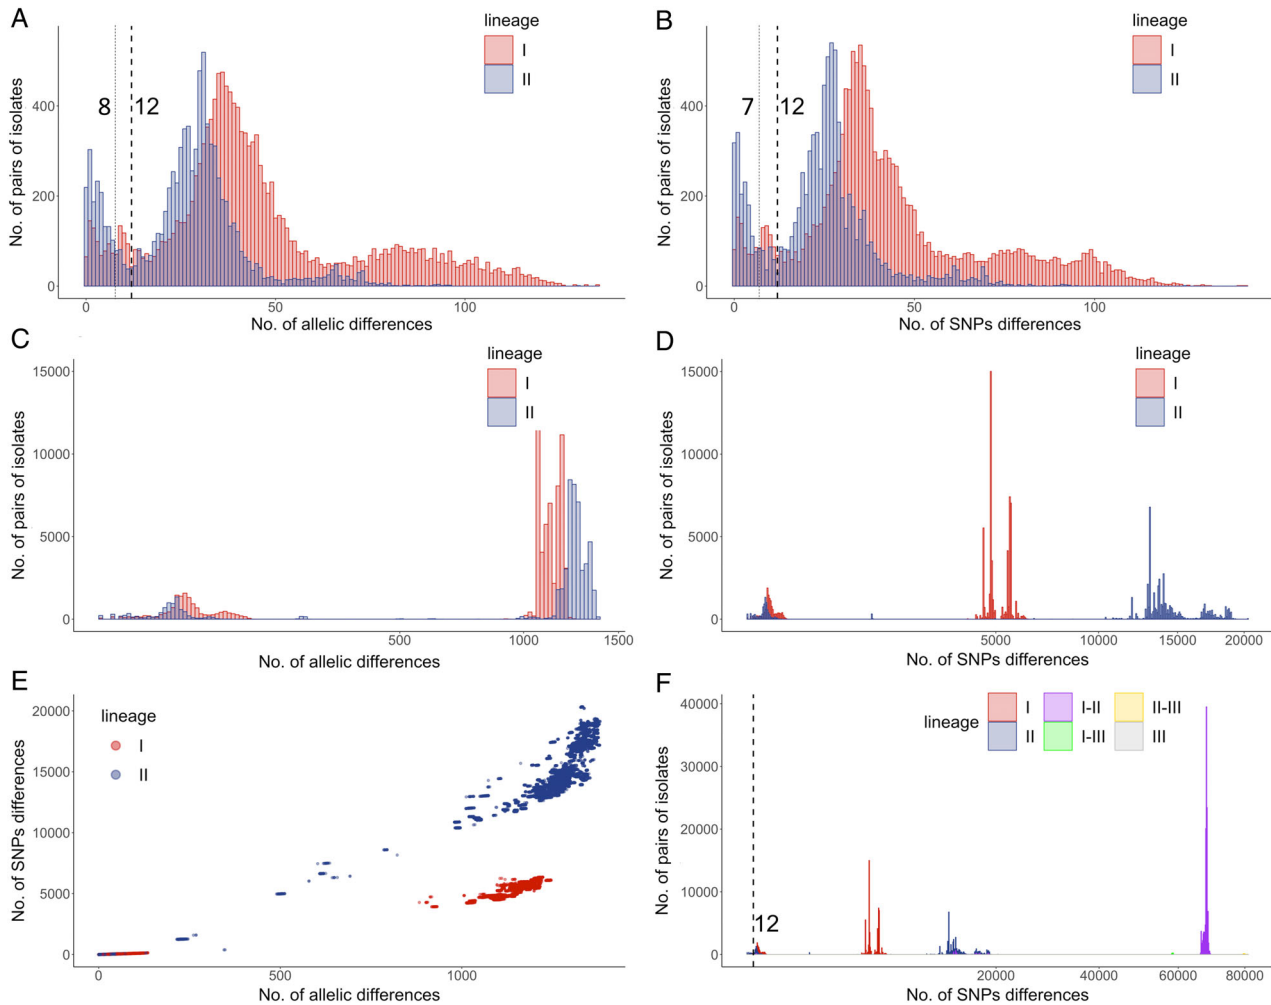 A
lineage
I
II
No. of pairs of isolates
400
200
0
8
12
0
50
100
No. of allelic differences
B
lineage
I
II
No. of pairs of isolates
400
200
0
7
12
0
50
100
No. of SNPs differences
C
lineage
I
II
No. of pairs of isolates
15000
10000
5000
0
500
1000
1500
No. of allelic differences
D
lineage
I
II
No. of pairs of isolates
15000
10000
5000
0
5000
10000
15000
20000
No. of SNPs differences
E
lineage
I
II
No. of SNPs differences
20000
15000
10000
5000
0
0
500
1000
No. of allelic differences
F
lineage
I
I-II
II-III
II
I-III
III
No. of pairs of isolates
40000
30000
20000
10000
0
12
20000
40000
60000
80000
No. of SNPs differences